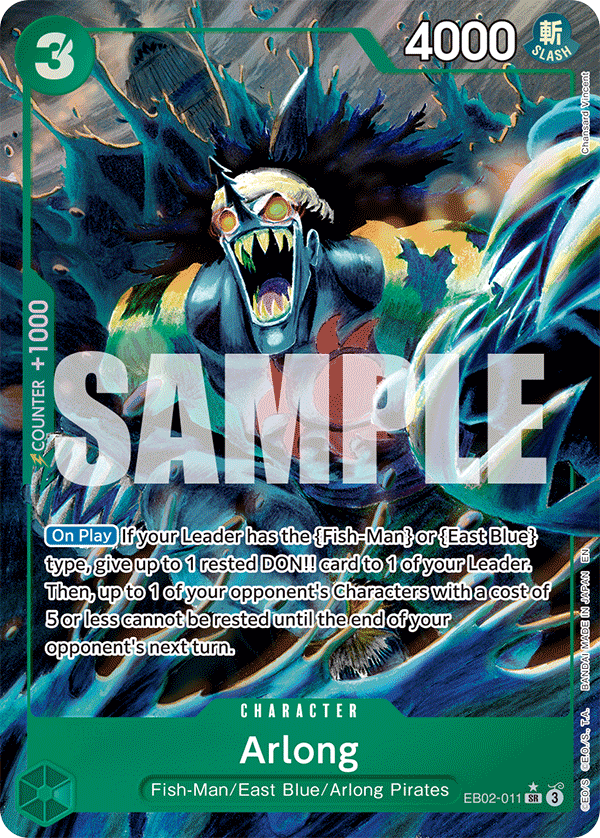 3
4000
斬
SLASH
Chansard Vincent
COUNTER +1000
SAMPLE
On Play If your Leader has the {Fish-Man} or {East Blue}
type, give up to 1 rested DON!! card to 1 of your Leader.
Then, up to 1 of your opponent's Characters with a cost of
5 or less cannot be rested until the end of your
opponent's next turn.
CHARACTER
Arlong
Fish-Man/East Blue/Arlong Pirates
EB02-011 SR 3
©E.O/S ©E.O./S., T.A. BANDAI MADE IN JAPAN EN